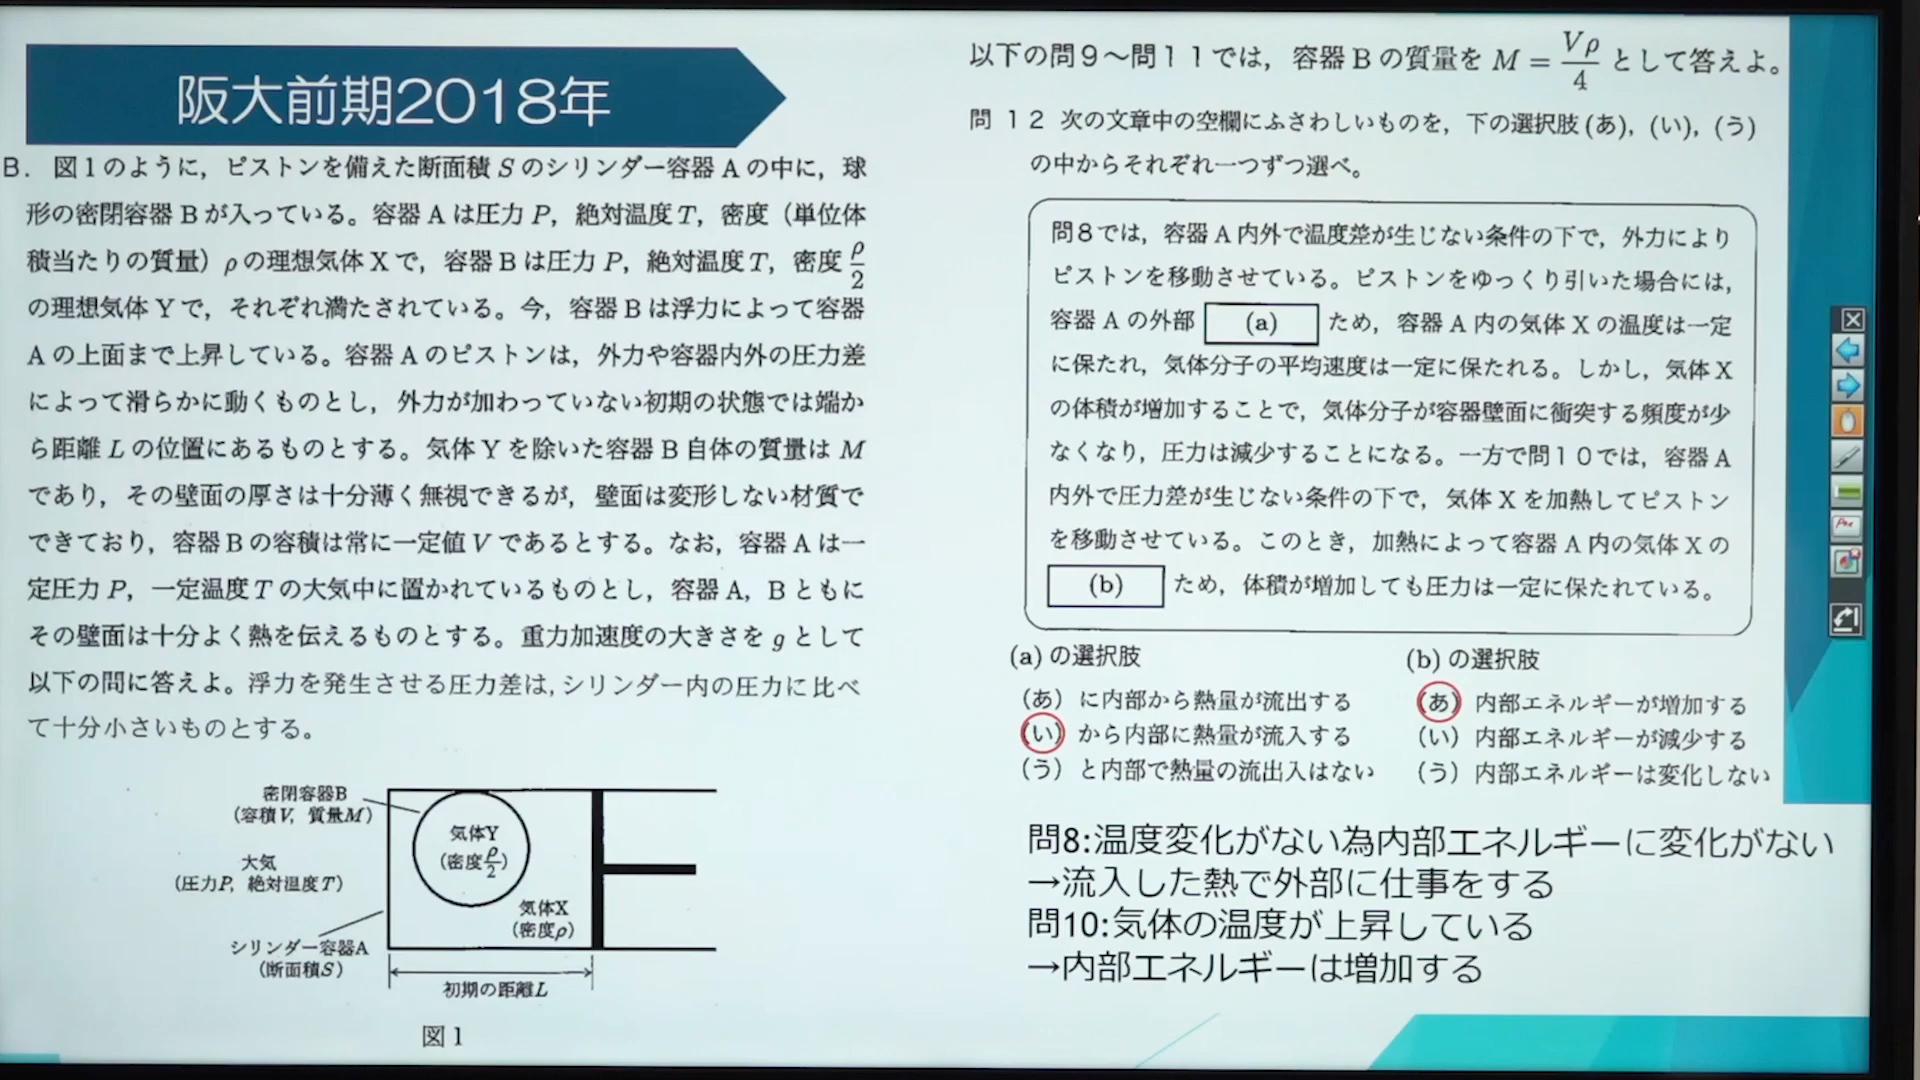 阪大前期2018年
B. 図1のように，ピストンを備えた断面積Sのシリンダー容器Aの中に，球
形の密閉容器Bが入っている。容器Aは圧力P，絶対温度T，密度（単位体
積当たりの質量）ρの理想気体Xで，容器Bは圧力P，絶対温度T，密度ρ/2
の理想気体Yで，それぞれ満たされている。今，容器Bは浮力によって容器
Aの上面まで上昇している。容器Aのピストンは，外力や容器内外の圧力差
によって滑らかに動くものとし，外力が加わっていない初期の状態では端か
ら距離Lの位置にあるものとする。気体Yを除いた容器B自体の質量はM
であり，その壁面の厚さは十分薄く無視できるが，壁面は変形しない材質で
できており，容器Bの容積は常に一定値Vであるとする。なお，容器Aは一
定圧力P，一定温度Tの大気中に置かれているものとし，容器A，Bともに
その壁面は十分よく熱を伝えるものとする。重力加速度の大きさをgとして
以下の問に答えよ。浮力を発生させる圧力差は，シリンダー内の圧力に比べ
て十分小さいものとする。
密閉容器B
（容積V，質量M）
気体Y
（密度ρ/2）
大気
（圧力P，絶対温度T）
気体X
（密度ρ）
シリンダー容器A
（断面積S）
初期の距離L
図1
以下の問9～問11では，容器Bの質量を M = Vρ/4 として答えよ。
問 12 次の文章中の空欄にふさわしいものを，下の選択肢(あ)，(い)，(う)
の中からそれぞれ一つずつ選べ。
問8では，容器A内外で温度差が生じない条件の下で，外力により
ピストンを移動させている。ピストンをゆっくり引いた場合には，
容器Aの外部 (a) ため，容器A内の気体Xの温度は一定
に保たれ，気体分子の平均速度は一定に保たれる。しかし，気体X
の体積が増加することで，気体分子が容器壁面に衝突する頻度が少
なくなり，圧力は減少することになる。一方で問10では，容器A
内外で圧力差が生じない条件の下で，気体Xを加熱してピストン
を移動させている。このとき，加熱によって容器A内の気体Xの
(b) ため，体積が増加しても圧力は一定に保たれている。
(a)の選択肢
（あ）に内部から熱量が流出する
（い）から内部に熱量が流入する
（う）と内部で熱量の流出入はない
(b)の選択肢
（あ）内部エネルギーが増加する
（い）内部エネルギーが減少する
（う）内部エネルギーは変化しない
問8:温度変化がない為内部エネルギーに変化がない
→流入した熱で外部に仕事をする
問10:気体の温度が上昇している
→内部エネルギーは増加する